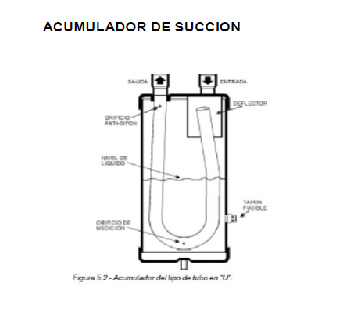 ACUMULADOR DE SUCCION
SALIDA
ENTRADA
DEFLECTOR
ORIFICIO
ANTI-SIFON
NIVEL DE
LIQUIDO
TAPON
FUSIBLE
ORIFICIO DE
MEDICION
Figura 5.2 - Acumulador del tipo de tubo en "U".